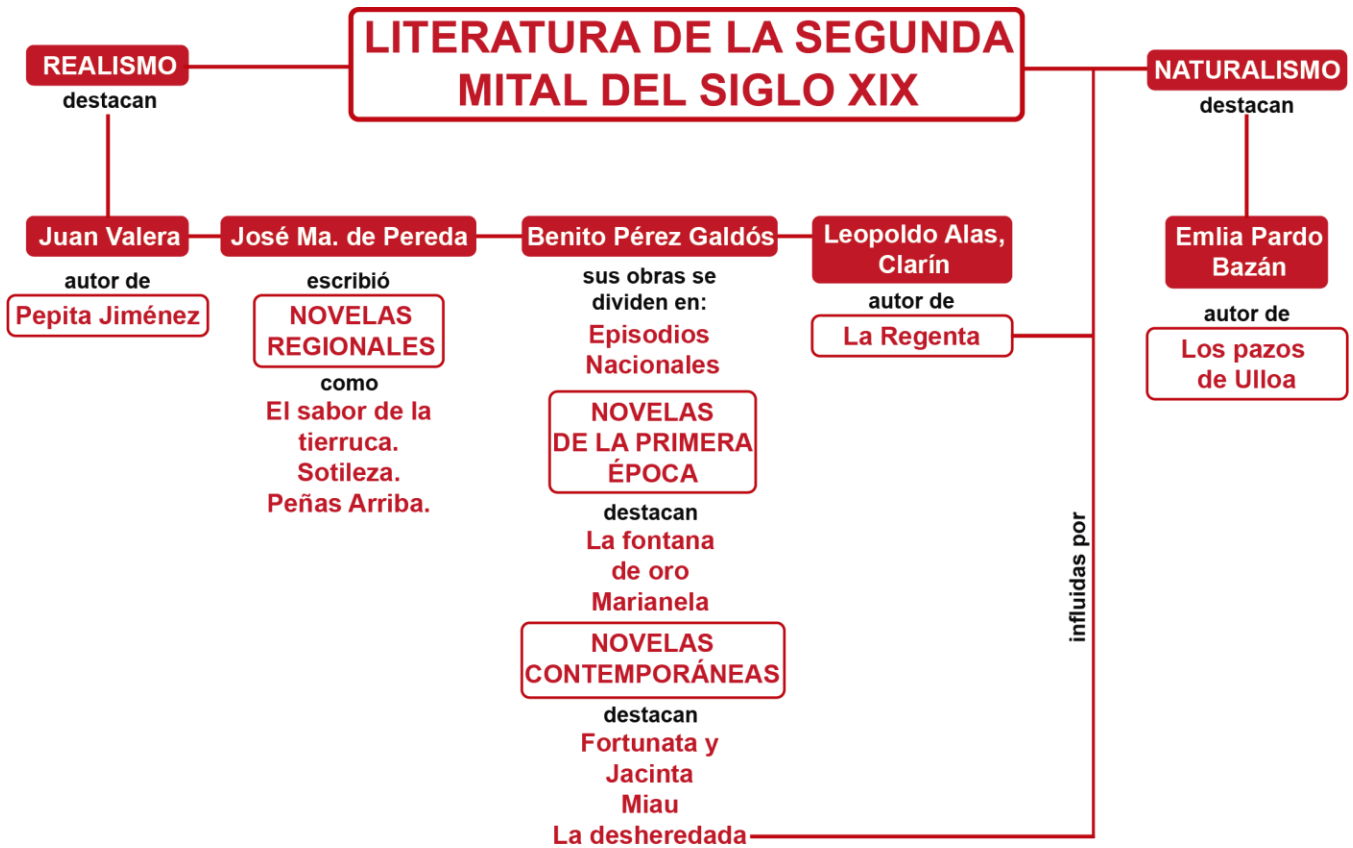 LITERATURA DE LA SEGUNDA
MITAL DEL SIGLO XIX
REALISMO
destacan
Juan Valera
autor de
Pepita Jiménez
José Ma. de Pereda
escribió
NOVELAS
REGIONALES
como
El sabor de la
tierruca.
Sotileza.
Peñas Arriba.
Benito Pérez Galdós
sus obras se
dividen en:
Episodios
Nacionales
NOVELAS
DE LA PRIMERA
ÉPOCA
destacan
La fontana
de oro
Marianela
NOVELAS
CONTEMPORÁNEAS
destacan
Fortunata y
Jacinta
Miau
La desheredada
Leopoldo Alas,
Clarín
autor de
La Regenta
influidas por
NATURALISMO
destacan
Emlia Pardo
Bazán
autor de
Los pazos
de Ulloa